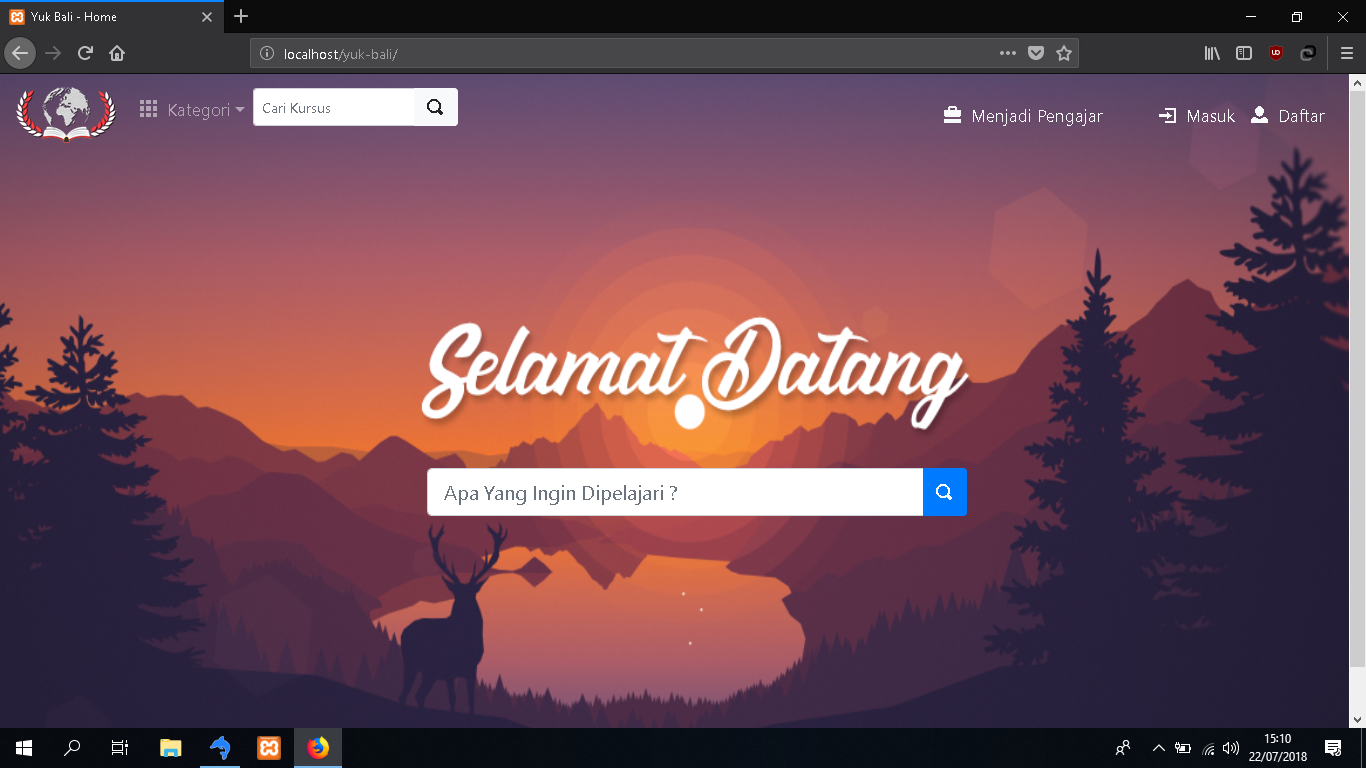 Yuk Bali - Home
localhost/yuk-bali/
Kategori
Cari Kursus
Menjadi Pengajar
Masuk
Daftar
Selamat Datang
Apa Yang Ingin Dipelajari ?
15:10
22/07/2018